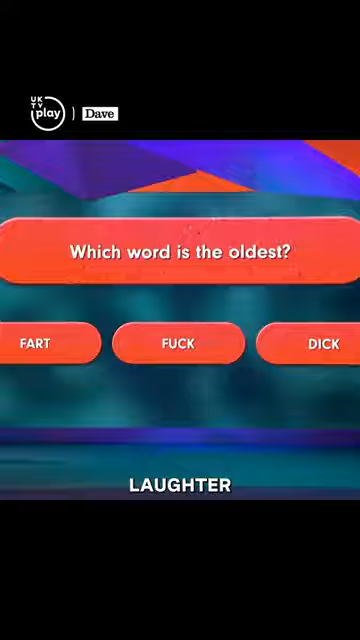 UK
TV
play
Dave
Which word is the oldest?
FART
FUCK
DICK
LAUGHTER